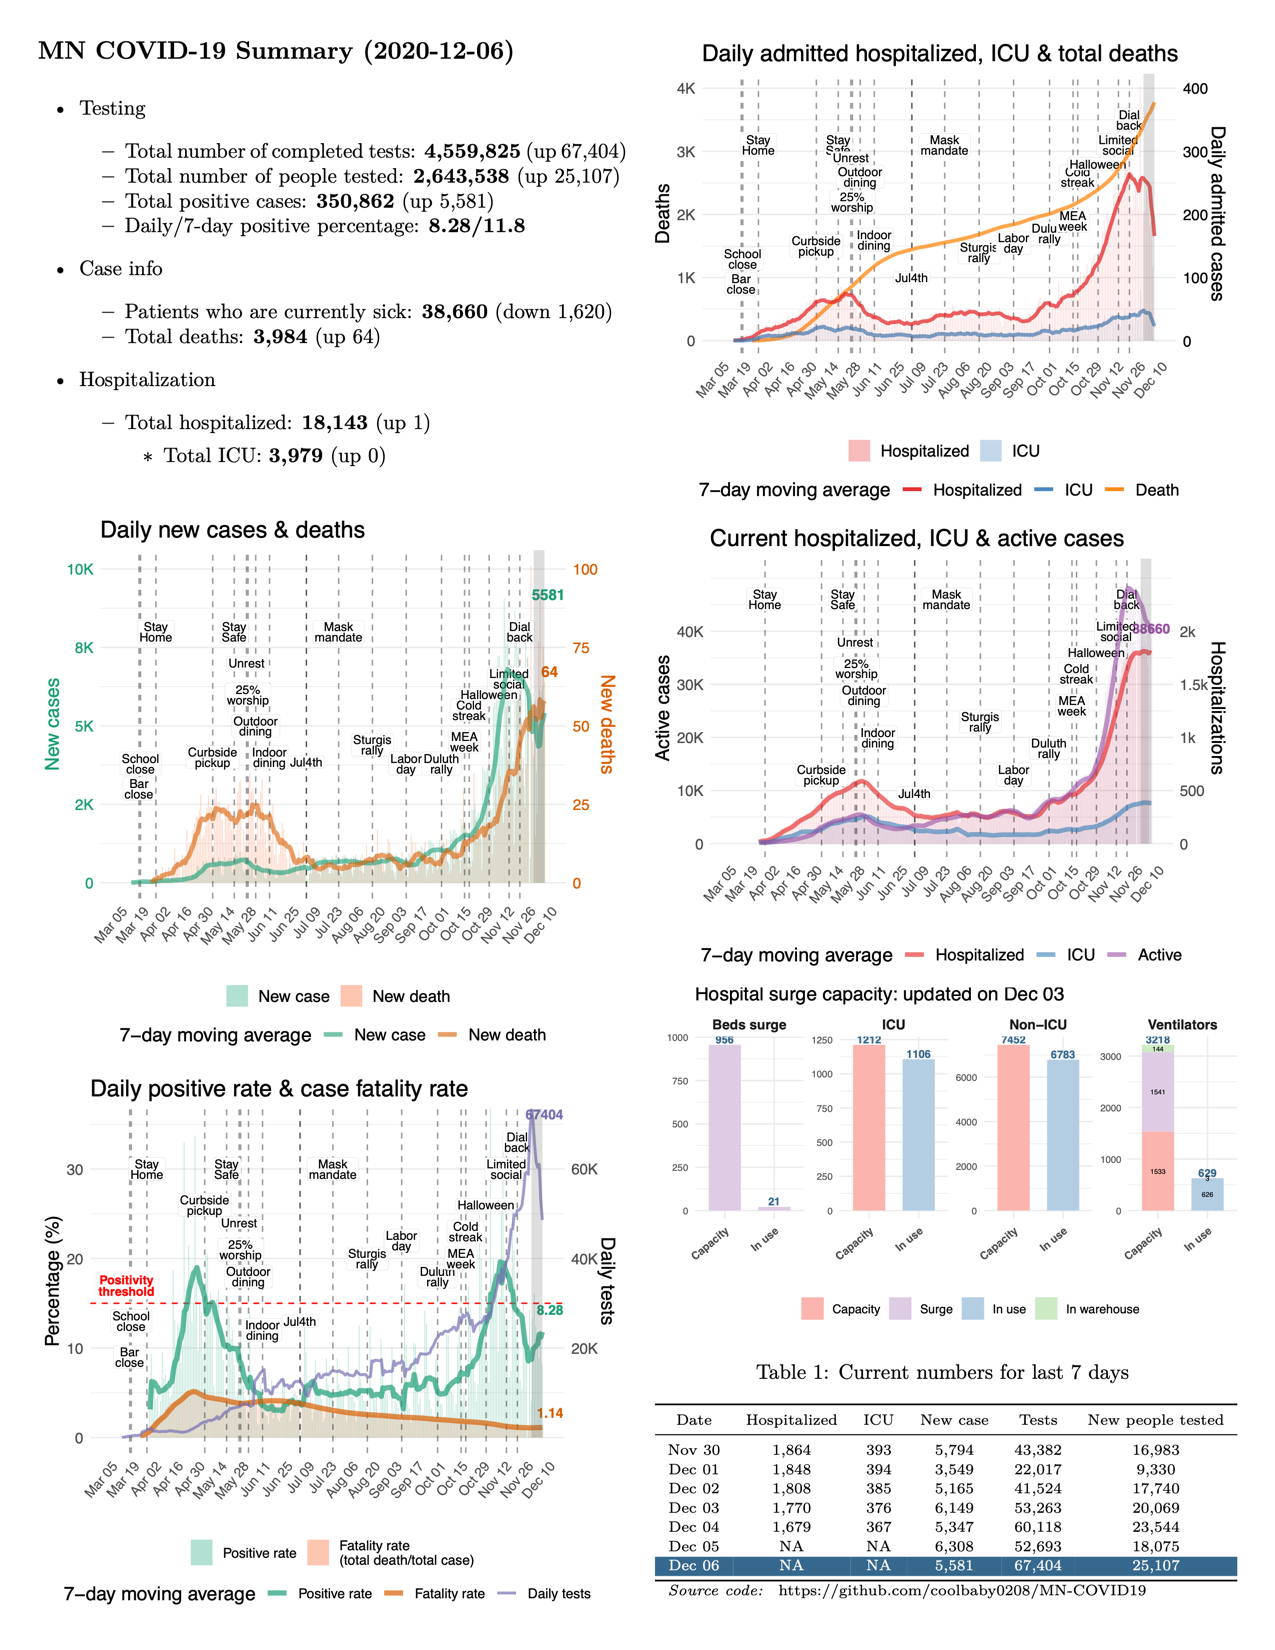 MN COVID-19 Summary (2020-12-06)
• Testing
– Total number of completed tests: 4,559,825 (up 67,404)
– Total number of people tested: 2,643,538 (up 25,107)
– Total positive cases: 350,862 (up 5,581)
– Daily/7-day positive percentage: 8.28/11.8
• Case info
– Patients who are currently sick: 38,660 (down 1,620)
– Total deaths: 3,984 (up 64)
• Hospitalization
– Total hospitalized: 18,143 (up 1)
∗ Total ICU: 3,979 (up 0)
Daily admitted hospitalized, ICU & total deaths
Deaths
Daily admitted cases
4K
3K
2K
1K
0
400
300
200
100
0
School
close
Bar
close
Stay
Home
Curbside
pickup
Stay
Safe
Unrest
Outdoor
dining
25%
worship
Indoor
dining
Jul4th
Mask
mandate
Sturgis
rally
Labor
day
Duluth
rally
MEA
week
Cold
streak
Halloween
Limited
social
Dial
back
Mar 05 Mar 19 Apr 02 Apr 16 Apr 30 May 14 May 28 Jun 11 Jun 25 Jul 09 Jul 23 Aug 06 Aug 20 Sep 03 Sep 17 Oct 01 Oct 15 Oct 29 Nov 12 Nov 26 Dec 10
Hospitalized ICU
7−day moving average Hospitalized ICU Death
Daily new cases & deaths
New cases
New deaths
10K
8K
5K
2K
0
100
75
50
25
0
5581
64
Stay
Home
Stay
Safe
Mask
mandate
Dial
back
Unrest
25%
worship
Outdoor
dining
Limited
social
Halloween
Cold
streak
MEA
week
Sturgis
rally
School
close
Bar
close
Curbside
pickup
Indoor
dining
Jul4th
Labor
day
Duluth
rally
Mar 05 Mar 19 Apr 02 Apr 16 Apr 30 May 14 May 28 Jun 11 Jun 25 Jul 09 Jul 23 Aug 06 Aug 20 Sep 03 Sep 17 Oct 01 Oct 15 Oct 29 Nov 12 Nov 26 Dec 10
New case New death
7−day moving average New case New death
Current hospitalized, ICU & active cases
Active cases
Hospitalizations
40K
30K
20K
10K
0
2k
1.5k
1k
500
0
38660
Stay
Home
Stay
Safe
Mask
mandate
Dial
back
Limited
social
Unrest
Halloween
25%
worship
Cold
streak
Outdoor
dining
MEA
week
Sturgis
rally
Indoor
dining
Duluth
rally
Curbside
pickup
Labor
day
Jul4th
Mar 05 Mar 19 Apr 02 Apr 16 Apr 30 May 14 May 28 Jun 11 Jun 25 Jul 09 Jul 23 Aug 06 Aug 20 Sep 03 Sep 17 Oct 01 Oct 15 Oct 29 Nov 12 Nov 26 Dec 10
7−day moving average Hospitalized ICU Active
Daily positive rate & case fatality rate
Percentage (%)
Daily tests
30
20
10
0
60K
40K
20K
67404
8.28
1.14
Positivity
threshold
Dial
back
Stay
Home
Stay
Safe
Mask
mandate
Limited
social
Curbside
pickup
Halloween
Unrest
Cold
streak
Labor
day
25%
worship
Sturgis
rally
MEA
week
Outdoor
dining
Duluth
rally
School
close
Indoor
dining
Jul4th
Bar
close
Mar 05 Mar 19 Apr 02 Apr 16 Apr 30 May 14 May 28 Jun 11 Jun 25 Jul 09 Jul 23 Aug 06 Aug 20 Sep 03 Sep 17 Oct 01 Oct 15 Oct 29 Nov 12 Nov 26 Dec 10
Positive rate Fatality rate
(total death/total case)
7−day moving average Positive rate Fatality rate Daily tests
Hospital surge capacity: updated on Dec 03
Beds surge
1000
750
500
250
0
956
21
Capacity In use
ICU
1250
1000
750
500
250
0
1212
1106
Capacity In use
Non−ICU
6000
4000
2000
0
7452
6783
Capacity In use
Ventilators
3000
2000
1000
0
3218
144
1541
1533
629
3
626
Capacity In use
Capacity Surge In use In warehouse
Table 1: Current numbers for last 7 days
Date Hospitalized ICU New case Tests New people tested
Nov 30 1,864 393 5,794 43,382 16,983
Dec 01 1,848 394 3,549 22,017 9,330
Dec 02 1,808 385 5,165 41,524 17,740
Dec 03 1,770 376 6,149 53,263 20,069
Dec 04 1,679 367 5,347 60,118 23,544
Dec 05 NA NA 6,308 52,693 18,075
Dec 06 NA NA 5,581 67,404 25,107
Source code: https://github.com/coolbaby0208/MN-COVID19